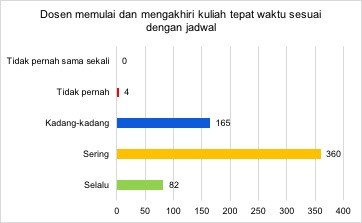 Dosen memulai dan mengakhiri kuliah tepat waktu sesuai
dengan jadwal
Tidak pernah sama sekali 0
Tidak pernah 4
Kadang-kadang 165
Sering 360
Selalu 82
0 50 100 150 200 250 300 350 400